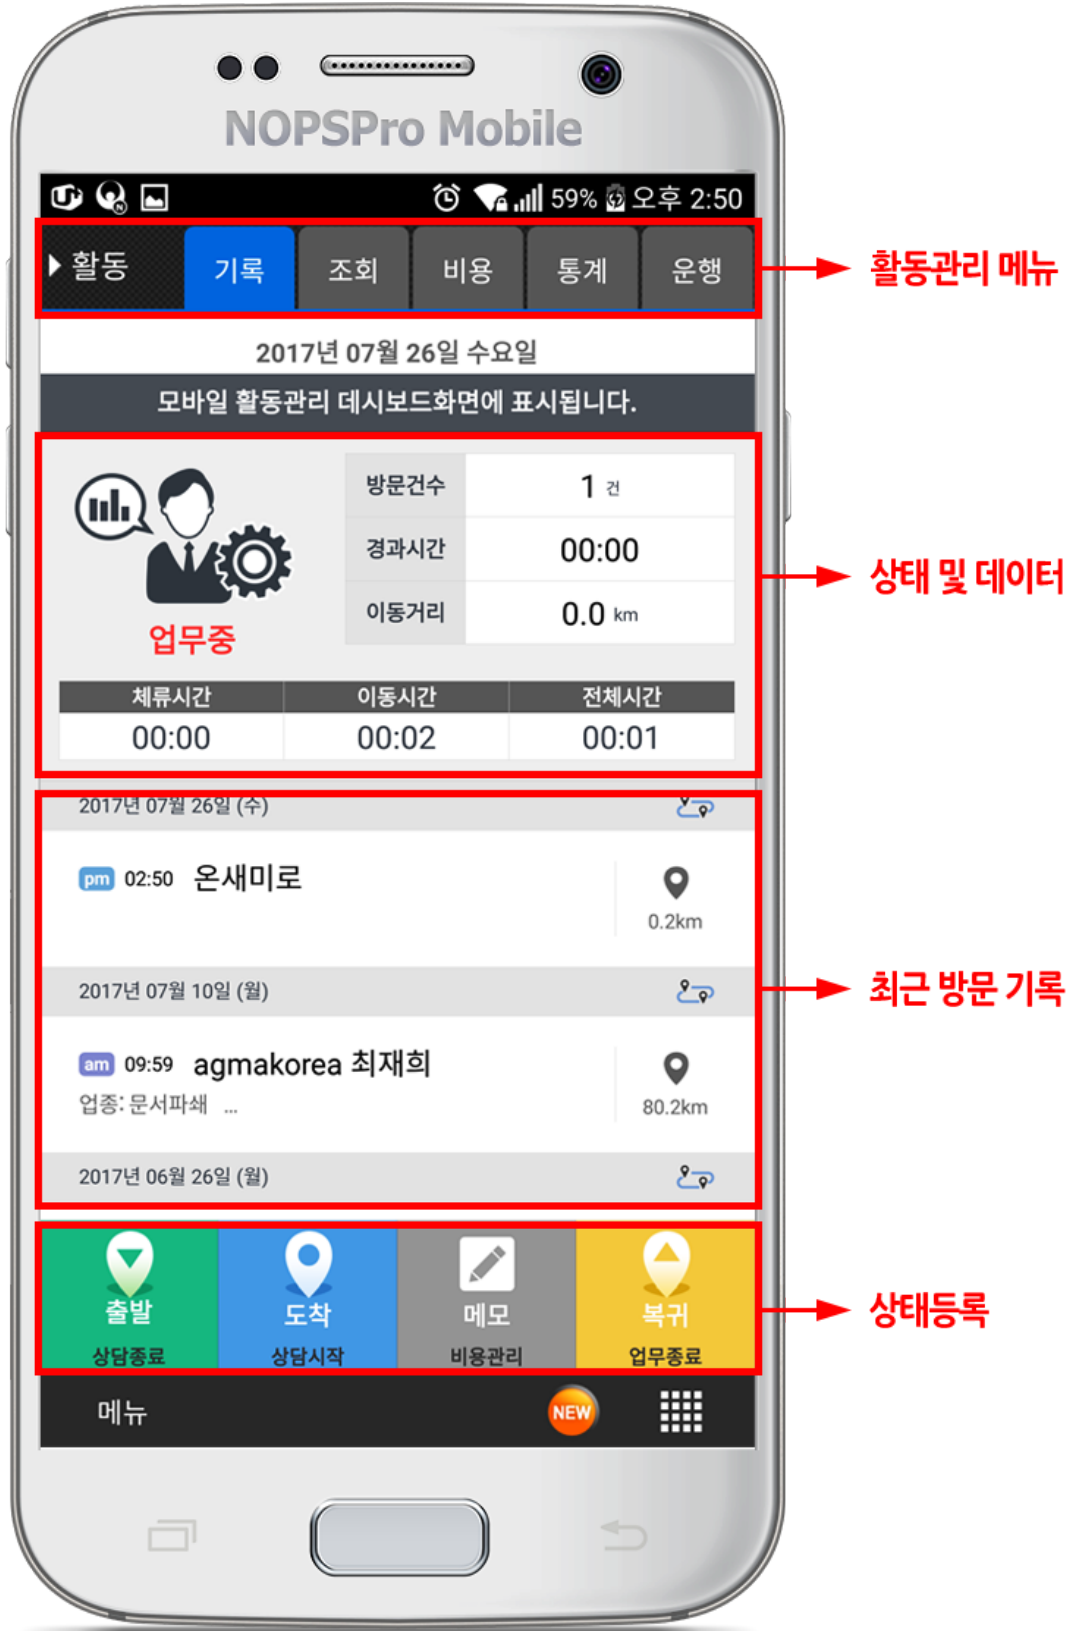 NOPSPro Mobile
59% 오후 2:50
활동 기록 조회 비용 통계 운행
활동관리 메뉴
2017년 07월 26일 수요일
모바일 활동관리 데시보드화면에 표시됩니다.
방문건수 1 건
경과시간 00:00
이동거리 0.0 km
업무중
상태 및 데이터
체류시간 이동시간 전체시간
00:00 00:02 00:01
2017년 07월 26일 (수)
pm 02:50 온새미로
0.2km
2017년 07월 10일 (월)
최근 방문 기록
am 09:59 agmakorea 최재희
업종: 문서파쇄 ...
80.2km
2017년 06월 26일 (월)
출발 도착 메모 복귀
상담종료 상담시작 비용관리 업무종료
상태등록
메뉴 NEW